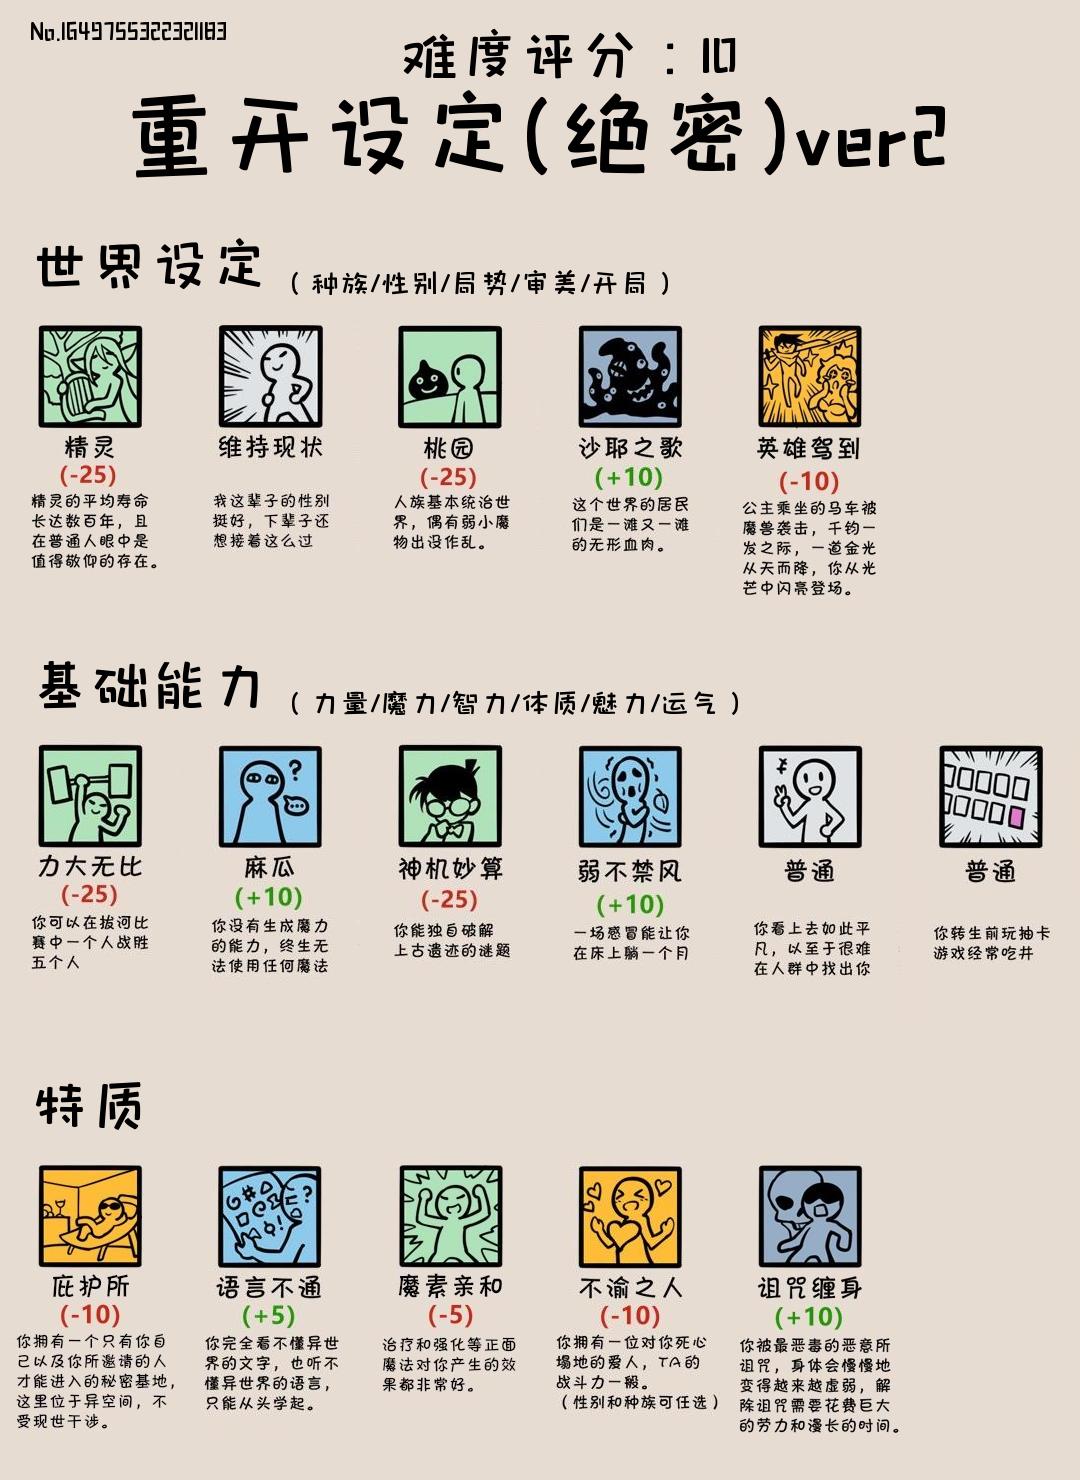 No.1649755322321183
难度评分：10
重开设定(绝密)ver2
世界设定（种族/性别/局势/审美/开局）
精灵
(-25)
精灵的平均寿命
长达数百年，且
在普通人眼中是
值得敬仰的存在。
维持现状
我这辈子的性别
挺好，下辈子还
想接着这么过
桃园
(-25)
人族基本统治世
界，偶有弱小魔
物出没作乱。
沙耶之歌
(+10)
这个世界的居民
们是一滩又一滩
的无形血肉。
英雄驾到
(-10)
公主乘坐的马车被
魔兽袭击，千钧一
发之际，一道金光
从天而降，你从光
芒中闪亮登场。
基础能力（力量/魔力/智力/体质/魅力/运气）
力大无比
(-25)
你可以在拔河比
赛中一个人战胜
五个人
麻瓜
(+10)
你没有生成魔力
的能力，终生无
法使用任何魔法
神机妙算
(-25)
你能独自破解
上古遗迹的谜题
弱不禁风
(+10)
一场感冒能让你
在床上躺一个月
普通
你看上去如此平
凡，以至于很难
在人群中找出你
普通
你转生前玩抽卡
游戏经常吃井
特质
庇护所
(-10)
你拥有一个只有你自
己以及你所邀请的人
才能进入的秘密基地，
这里位于异空间，不
受现世干涉。
语言不通
(+5)
你完全看不懂异世
界的文字，也听不
懂异世界的语言，
只能从头学起。
魔素亲和
(-5)
治疗和强化等正面
魔法对你产生的效
果都非常好。
不渝之人
(-10)
你拥有一位对你死心
塌地的爱人，TA的
战斗力一般。
（性别和种族可任选）
诅咒缠身
(+10)
你被最恶毒的恶意所
诅咒，身体会慢慢地
变得越来越虚弱，解
除诅咒需要花费巨大
的劳力和漫长的时间。